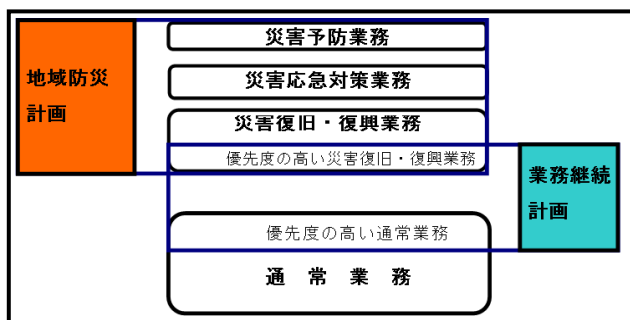 災害予防業務
地域防災
計画
災害応急対策業務
災害復旧・復興業務
優先度の高い災害復旧・復興業務
業務継続
計画
優先度の高い通常業務
通常業務